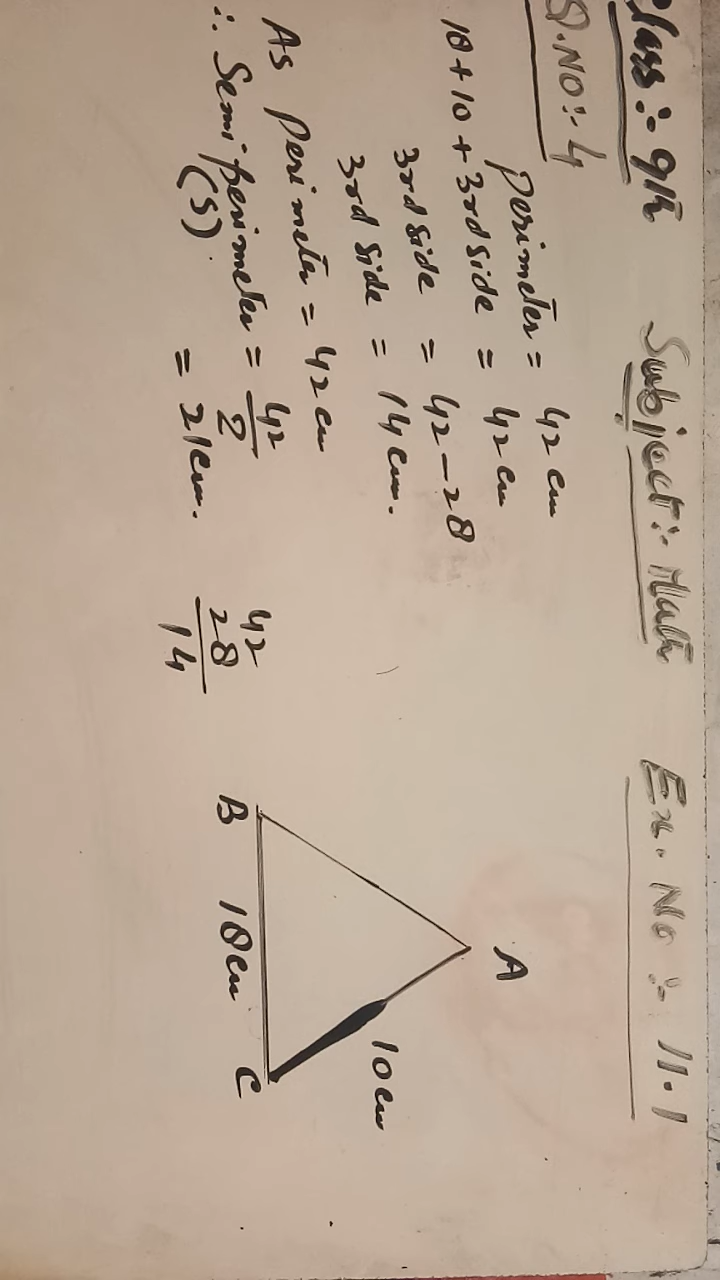 Class:- 9th Subject:- Math Ex. No:- 11.1
Q.NO:- 4
Perimeter = 42 cm
18 + 10 + 3rd side = 42 cm
3rd side = 42 - 28
3rd side = 14 cm.
As Perimeter = 42 cm
∴ Semi perimeter = 42/2
(S).
= 21 cm.
42
28
14
A
10 cm
B 18 cm C